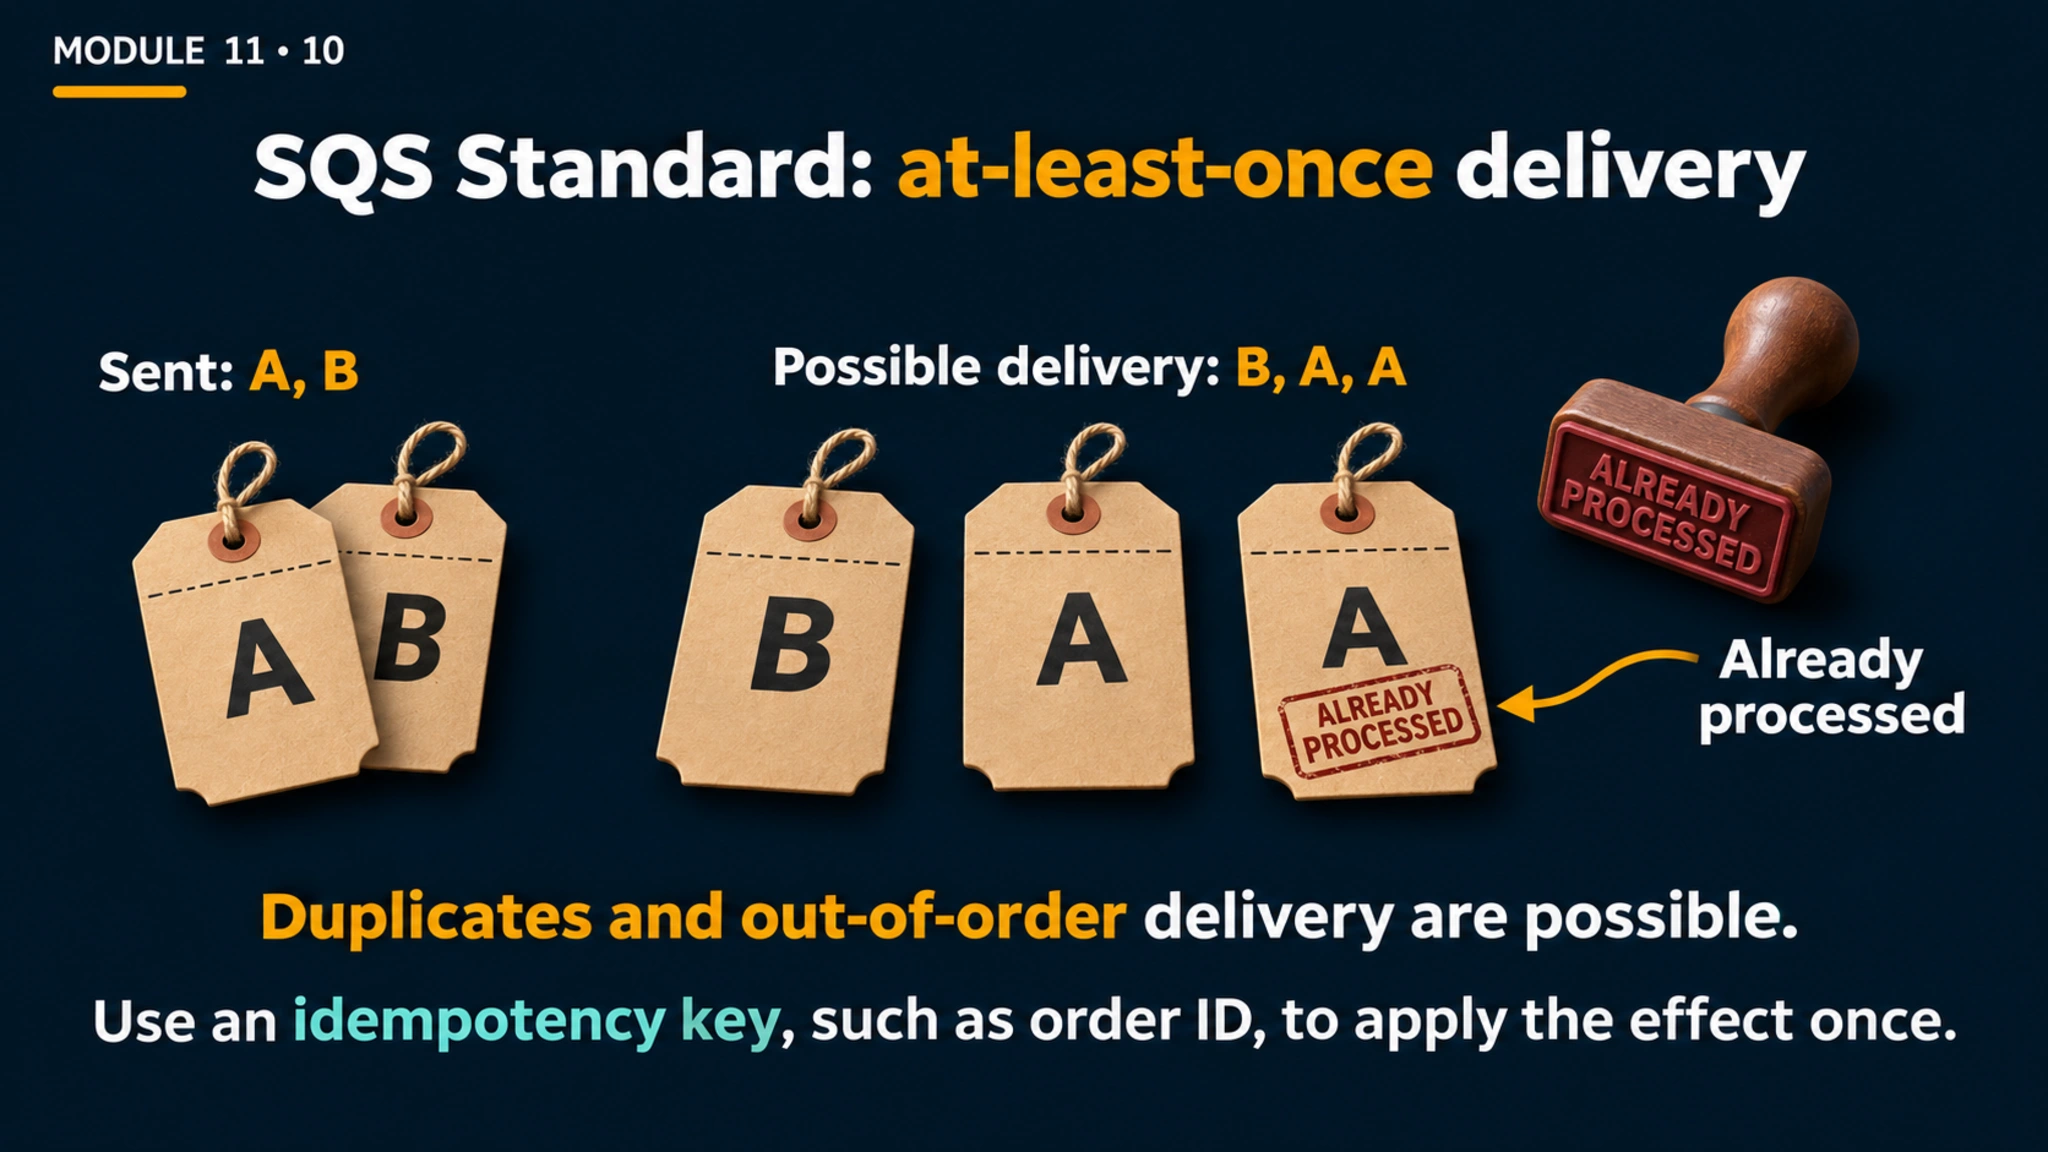 MODULE 11 • 10
SQS Standard: at-least-once delivery
Sent: A, B
Possible delivery: B, A, A
A
B
B
A
A
ALREADY
PROCESSED
ALREADY
PROCESSED
Already
processed
Duplicates and out-of-order delivery are possible.
Use an idempotency key, such as order ID, to apply the effect once.